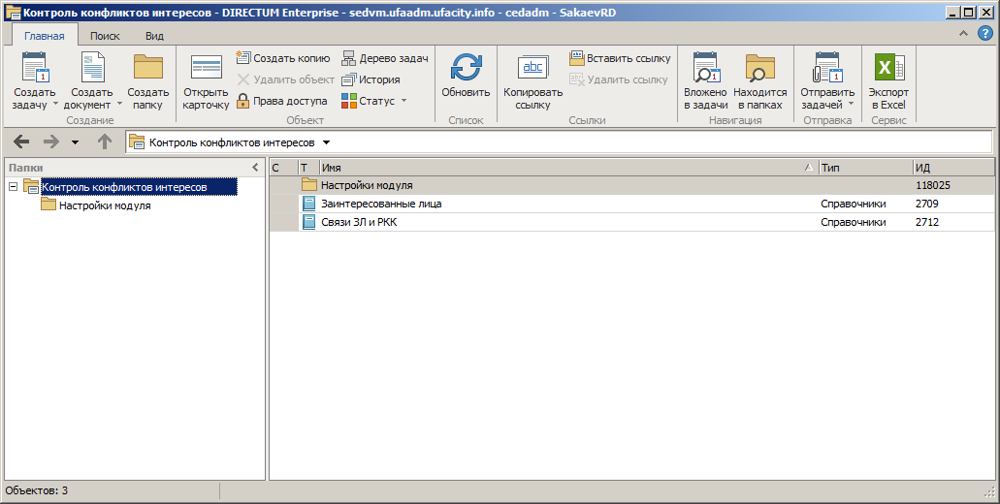 Контроль конфликтов интересов - DIRECTUM Enterprise - sedvm.ufaadm.ufacity.info - cedadm - SakaevRD
Главная Поиск Вид
Создать задачу
Создать документ
Создать папку
Создание
Открыть карточку
Создать копию
Удалить объект
Права доступа
Дерево задач
История
Статус
Объект
Обновить
Список
Копировать ссылку
Вставить ссылку
Удалить ссылку
Ссылки
Вложено в задачи
Находится в папках
Навигация
Отправить задачей
Отправка
Экспорт в Excel
Сервис
Контроль конфликтов интересов
Папки
Контроль конфликтов интересов
Настройки модуля
С Т Имя Тип ИД
Настройки модуля 118025
Заинтересованные лица Справочники 2709
Связи ЗЛ и РКК Справочники 2712
Объектов: 3